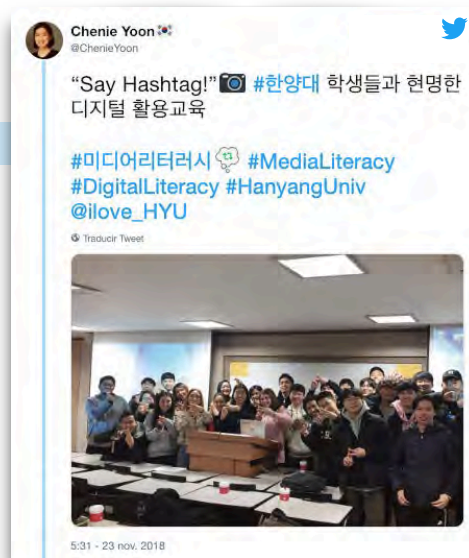 Chenie Yoon🇰🇷
@ChenieYoon
“Say Hashtag!”📷 #한양대 학생들과 현명한
디지털 활용교육
#미디어리터러시 #MediaLiteracy
#DigitalLiteracy #HanyangUniv
@ilove_HYU
Traducir Tweet
5:31 - 23 nov. 2018